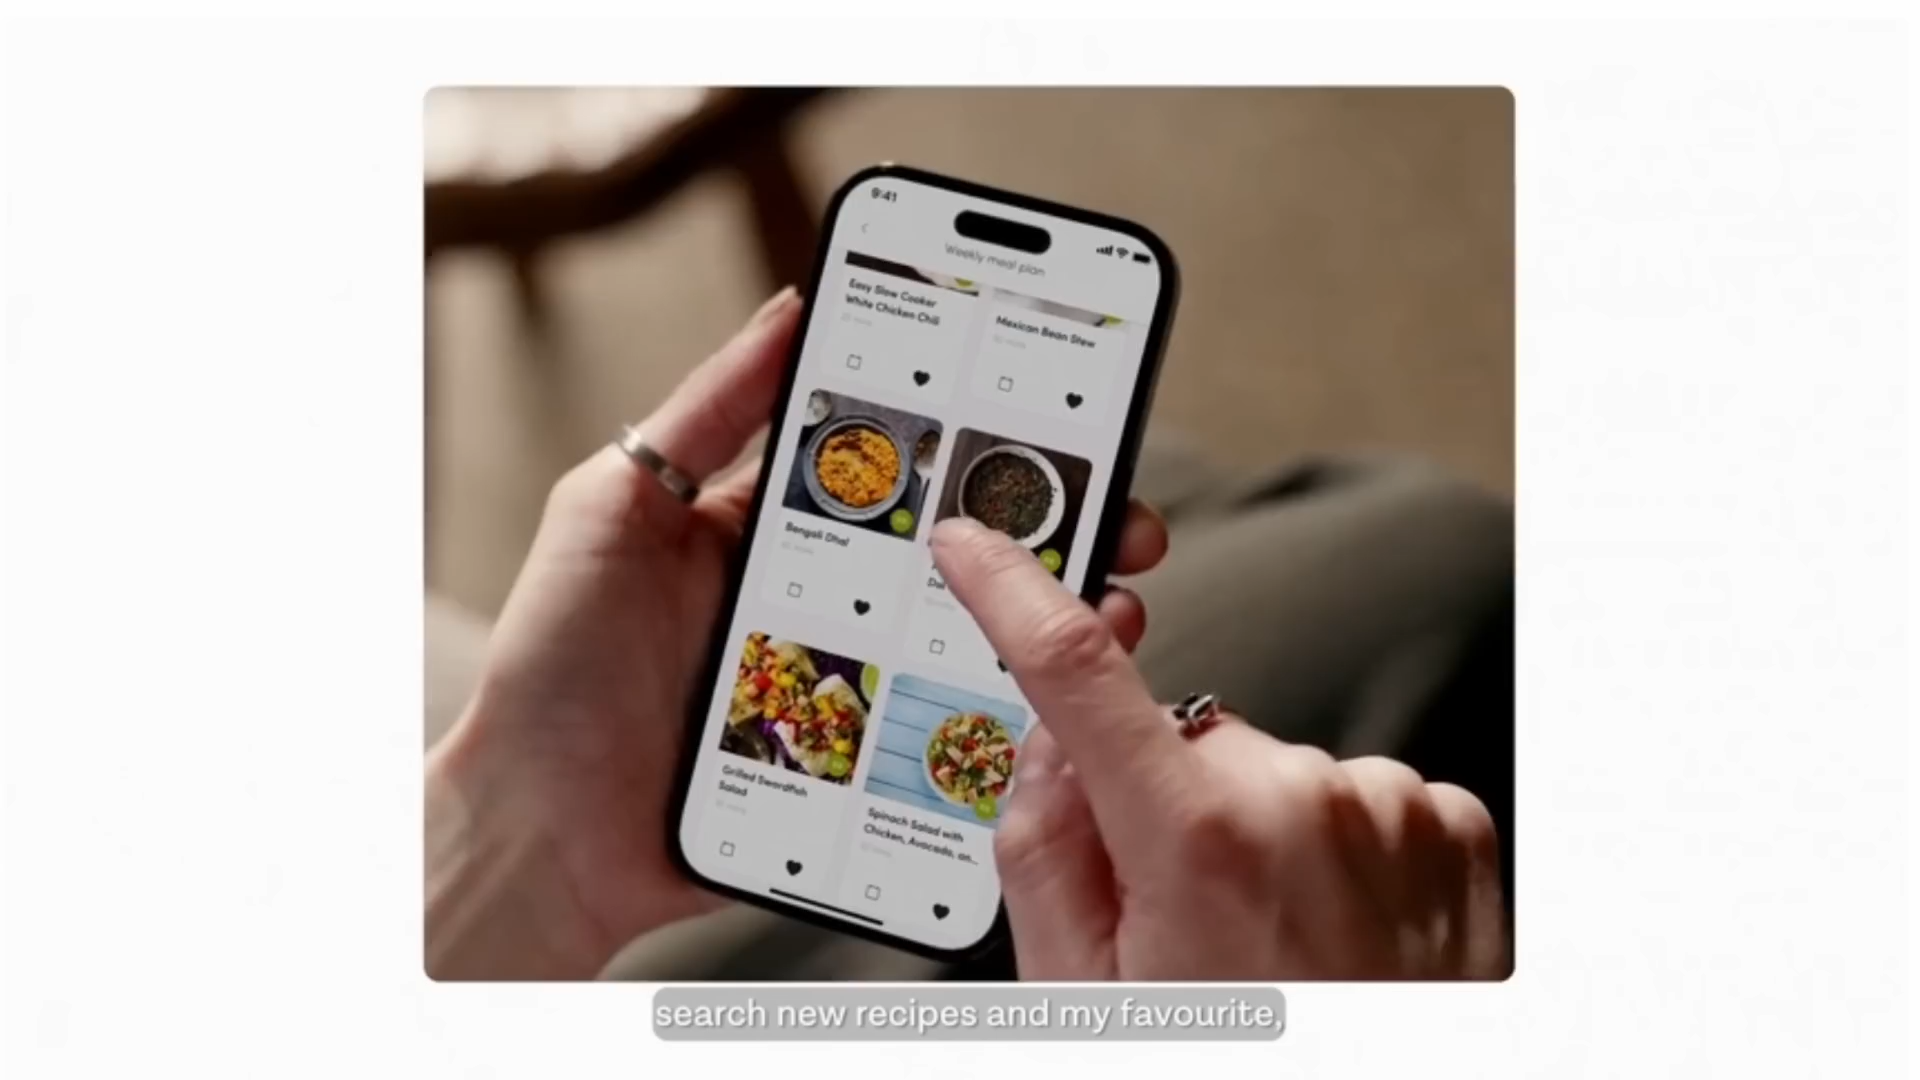 9:41
Weekly meal plan
Easy Slow Cooker
White Chicken Chili
Mexican Bean Stew
Bengali Dhal
Dal
Grilled Swordfish
Salad
Spinach Salad with
Chicken, Avocado, an...
search new recipes and my favourite,